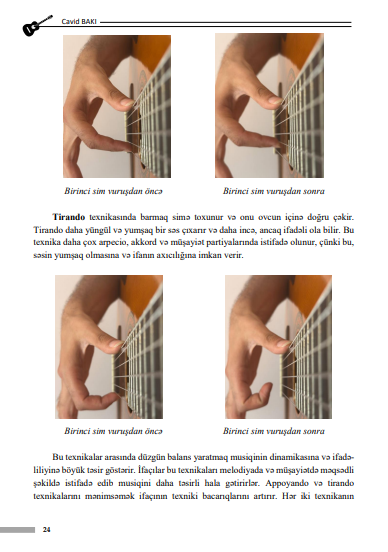 Cavid BAKI
Birinci sim vuruşdan öncə
Birinci sim vuruşdan sonra
Tirando texnikasında barmaq simə toxunur və onu ovcun içinə doğru çəkir.
Tirando daha yüngül və yumşaq bir səs çıxarır və daha incə, ancaq ifadəli ola bilir. Bu
texnika daha çox arpecio, akkord və müşayiət partiyalarında istifadə olunur, çünki bu,
səsin yumşaq olmasına və ifanın axıcılığına imkan verir.
Birinci sim vuruşdan öncə
Birinci sim vuruşdan sonra
Bu texnikalar arasında düzgün balans yaratmaq musiqinin dinamikasına və ifadə-
liliyinə böyük təsir göstərir. İfaçılar bu texnikaları melodiyada və müşayiətdə məqsədli
şəkildə istifadə edib musiqini daha təsirli hala gətirirlər. Appoyando və tirando
texnikalarını mənimsəmək ifaçının texniki bacarıqlarını artırır. Hər iki texnikanın
24